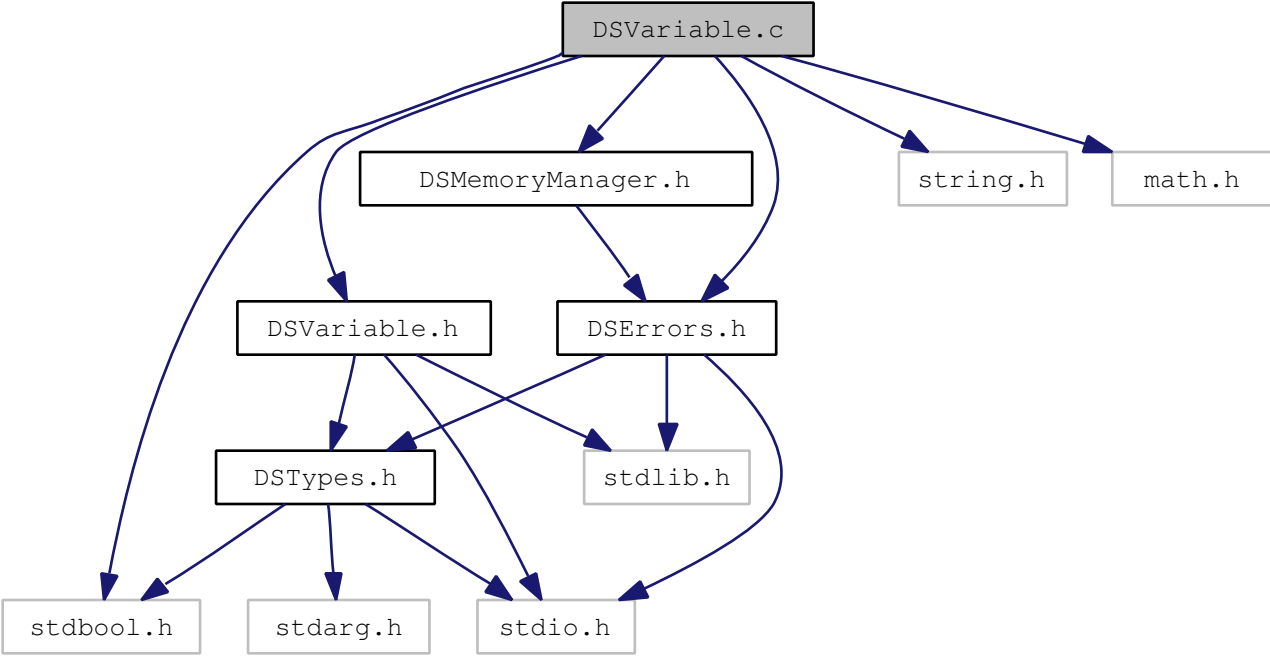 DSVariable.c
DSMemoryManager.h
string.h
math.h
DSVariable.h
DSErrors.h
DSTypes.h
stdlib.h
stdbool.h
stdarg.h
stdio.h